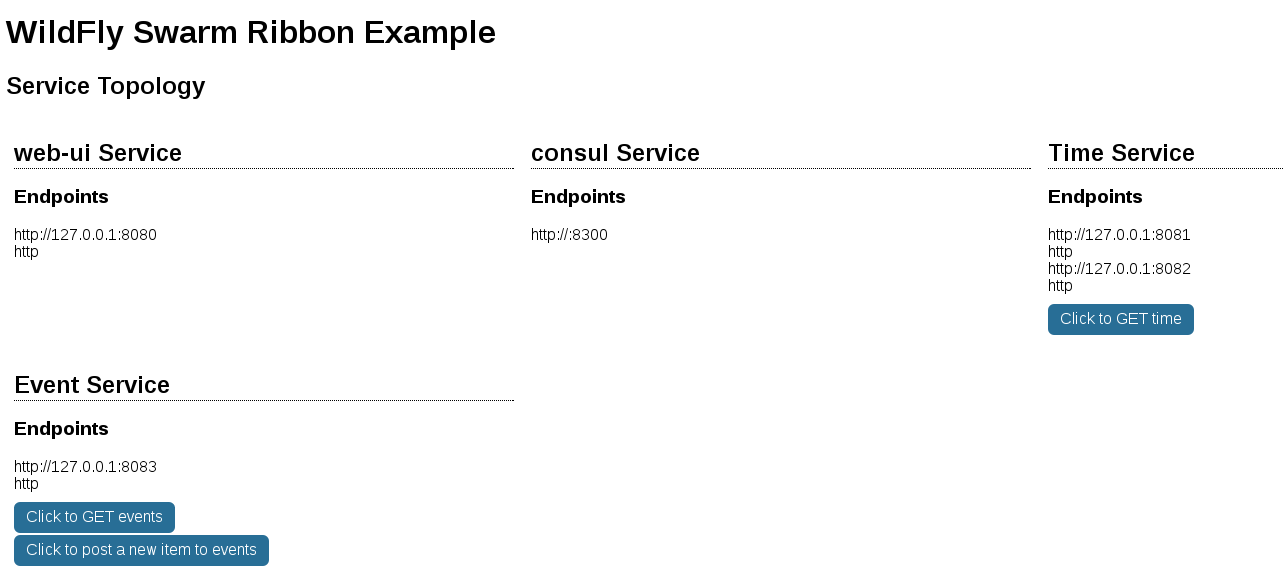 WildFly Swarm Ribbon Example
Service Topology
web-ui Service
Endpoints
http://127.0.0.1:8080
http
consul Service
Endpoints
http://:8300
Time Service
Endpoints
http://127.0.0.1:8081
http
http://127.0.0.1:8082
http
Click to GET time
Event Service
Endpoints
http://127.0.0.1:8083
http
Click to GET events
Click to post a new item to events